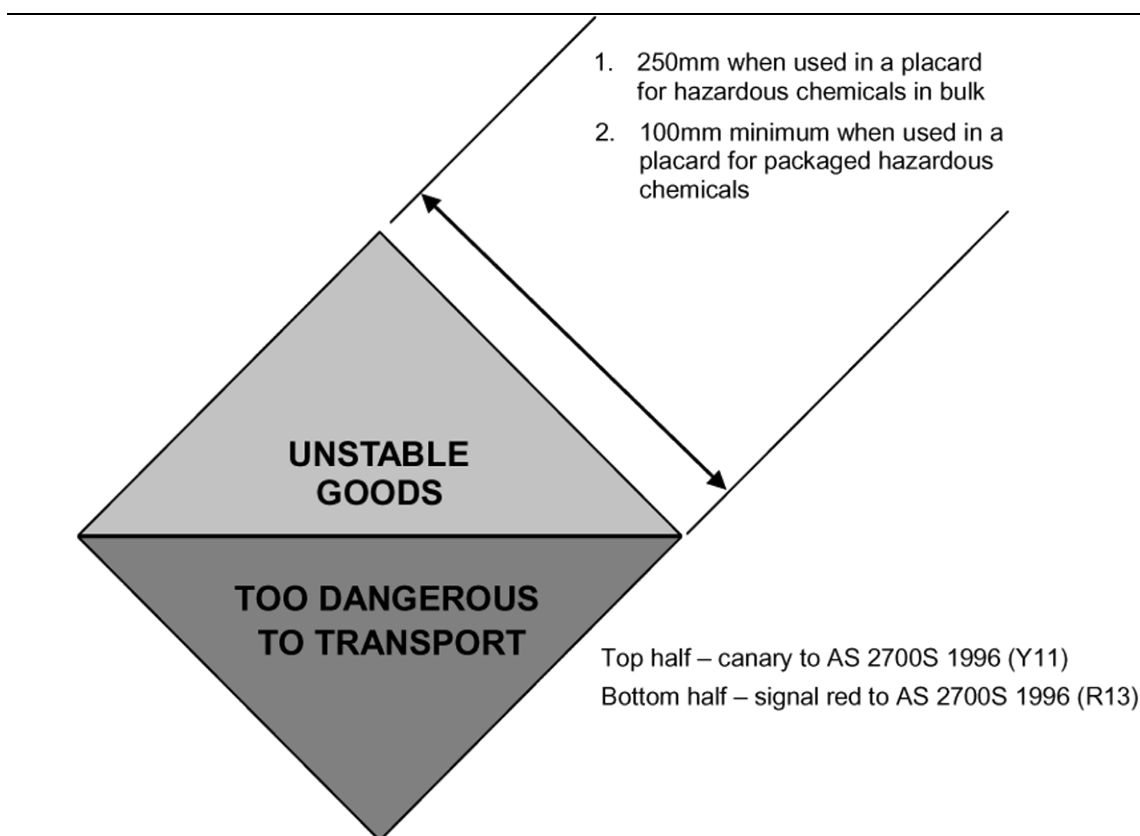 1. 250mm when used in a placard
for hazardous chemicals in bulk
2. 100mm minimum when used in a
placard for packaged hazardous
chemicals
UNSTABLE
GOODS
TOO DANGEROUS
TO TRANSPORT
Top half – canary to AS 2700S 1996 (Y11)
Bottom half – signal red to AS 2700S 1996 (R13)